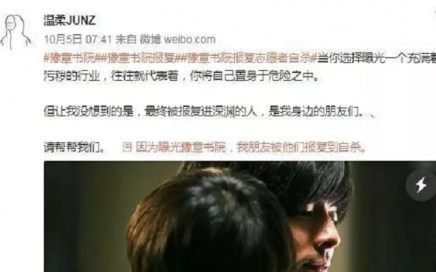 温柔JUNZ
10月5日 07:41 来自 微博 weibo.com
#豫章书院##豫章书院报复##豫章书院报复志愿者自杀#当你选择曝光一个充满着
污秽的行业，往往就代表着，你将自己置身于危险之中。
但让我没想到的是，最终被报复进深渊的人，是我身边的朋友们。、
请帮帮我们。 因为曝光豫章书院，我朋友被他们报复到自杀。